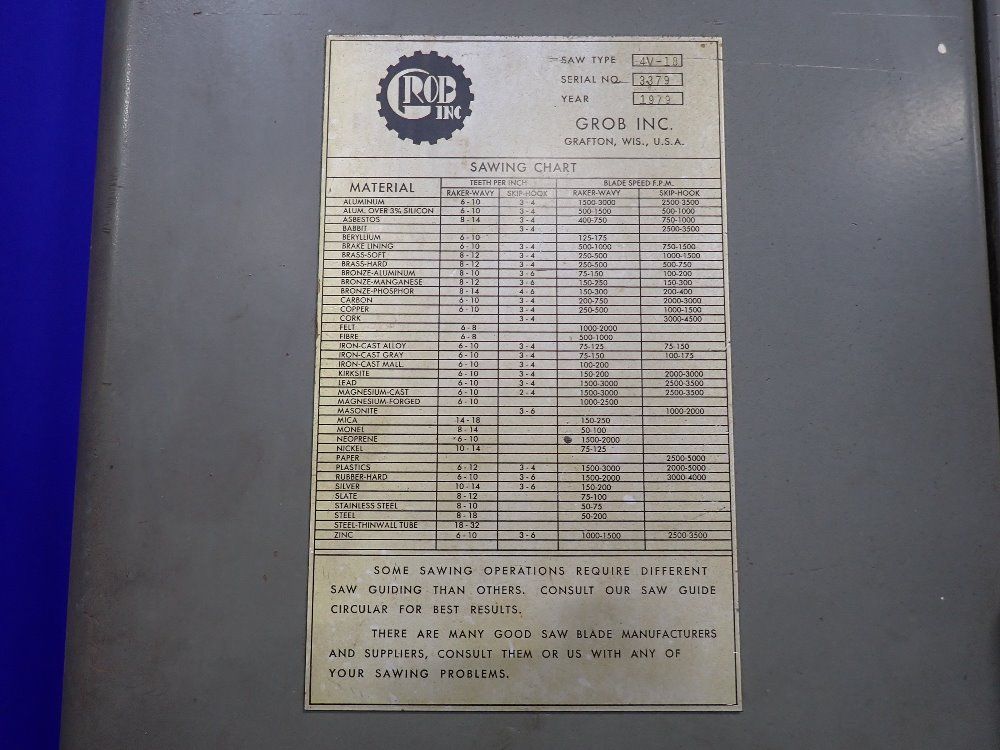 GROB INC
SAW TYPE 4V-18
SERIAL NO. 3379
YEAR 1979
GROB INC.
GRAFTON, WIS., U.S.A.
SAWING CHART
MATERIAL TEETH PER INCH BLADE SPEED F.P.M.
RAKER-WAVY SKIP-HOOK RAKER-WAVY SKIP-HOOK
ALUMINUM 6-10 3-4 1500-3000 2500-3500
ALUM. OVER 3% SILICON 6-10 3-4 500-1500 500-1000
ASBESTOS 8-14 3-4 400-750 750-1000
BABBIT 3-4 2500-3500
BERYLLIUM 6-10 125-175
BRAKE LINING 6-10 3-4 500-1000 750-1500
BRASS-SOFT 8-12 3-4 250-500 1000-1500
BRASS-HARD 8-12 3-4 250-500 500-750
BRONZE-ALUMINUM 8-10 3-6 75-150 100-200
BRONZE-MANGANESE 8-12 3-6 150-250 150-300
BRONZE-PHOSPHOR 8-14 4-6 150-300 200-400
CARBON 6-10 3-4 200-750 2000-3000
COPPER 6-10 3-4 250-500 1000-1500
CORK 3-4 3000-4500
FELT 6-8 1000-2000
FIBRE 6-8 500-1000
IRON-CAST ALLOY 6-10 3-4 75-125 75-150
IRON-CAST GRAY 6-10 3-4 75-150 100-175
IRON-CAST MALL. 6-10 3-4 100-200
KIRKSITE 6-10 3-4 150-200 2000-3000
LEAD 6-10 3-4 1500-3000 2500-3500
MAGNESIUM-CAST 6-10 2-4 1500-3000 2500-3500
MAGNESIUM-FORGED 6-10 1000-2500
MASONITE 3-6 1000-2000
MICA 14-18 150-250
MONEL 8-14 50-100
NEOPRENE 6-10 1500-2000
NICKEL 10-14 75-125
PAPER 2500-5000
PLASTICS 6-12 3-4 1500-3000 2000-5000
RUBBER-HARD 6-10 3-6 1500-2000 3000-4000
SILVER 10-14 3-6 150-200
SLATE 8-12 75-100
STAINLESS STEEL 8-10 50-75
STEEL 8-18 50-200
STEEL-THINWALL TUBE 18-32
ZINC 6-10 3-6 1000-1500 2500-3500
SOME SAWING OPERATIONS REQUIRE DIFFERENT
SAW GUIDING THAN OTHERS. CONSULT OUR SAW GUIDE
CIRCULAR FOR BEST RESULTS.
THERE ARE MANY GOOD SAW BLADE MANUFACTURERS
AND SUPPLIERS, CONSULT THEM OR US WITH ANY OF
YOUR SAWING PROBLEMS.